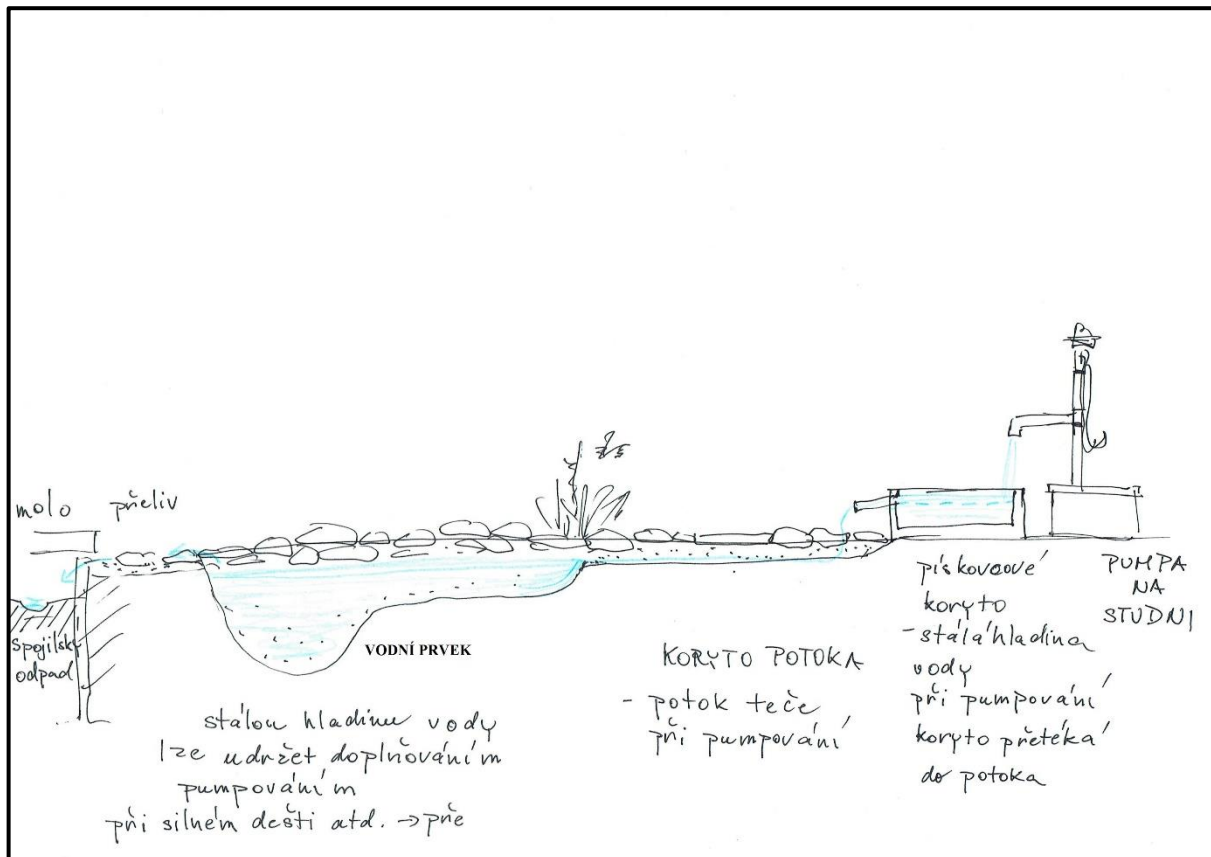 molo
přeliv
spojilský
odpad
VODNÍ PRVEK
stálou hladinu vody
lze udržet doplňováním
pumpováním
při silném dešti atd. → pře
KORYTO POTOKA
- potok teče
při pumpování
pískovcové
koryto
- stálá hladina
vody
při pumpování
koryto přetéká
do potoka
PUMPA
NA
STUDNI